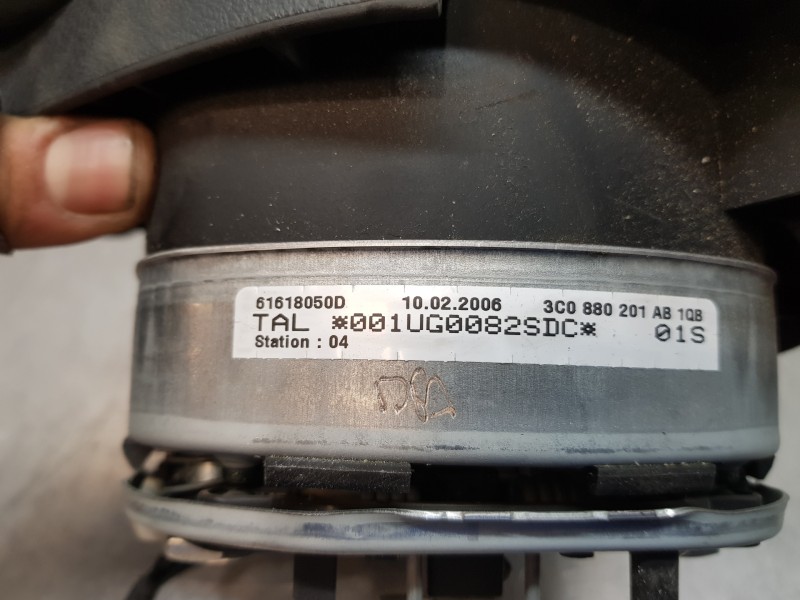 61618050D 10.02.2006 3C0 880 201 AB 1QB
TAL *001UG0082SDC* 01S
Station : 04